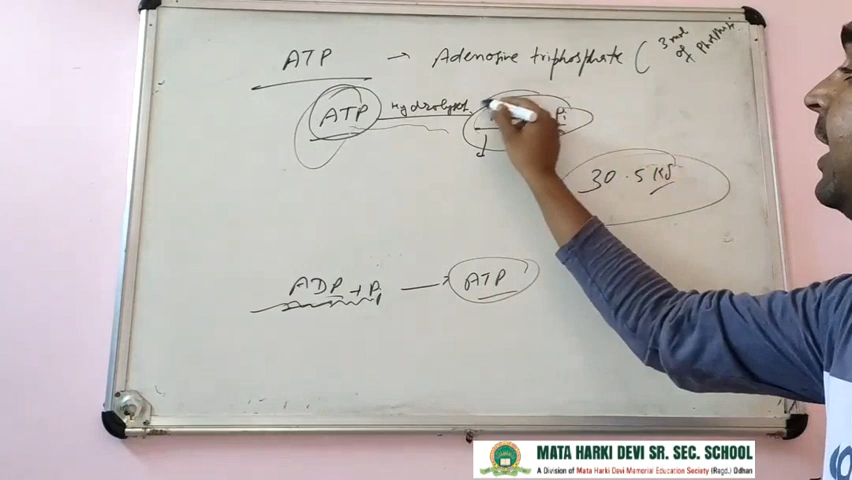 ATP → Adenosine triphosphate ( 3 mol of Phosphate
ATP Hydrolysis Pi
30.5 KJ
ADP + Pi → ATP
MATA HARKI DEVI SR. SEC. SCHOOL
A Division of Mata Harki Devi Memorial Education Society (Regd.) Odhan